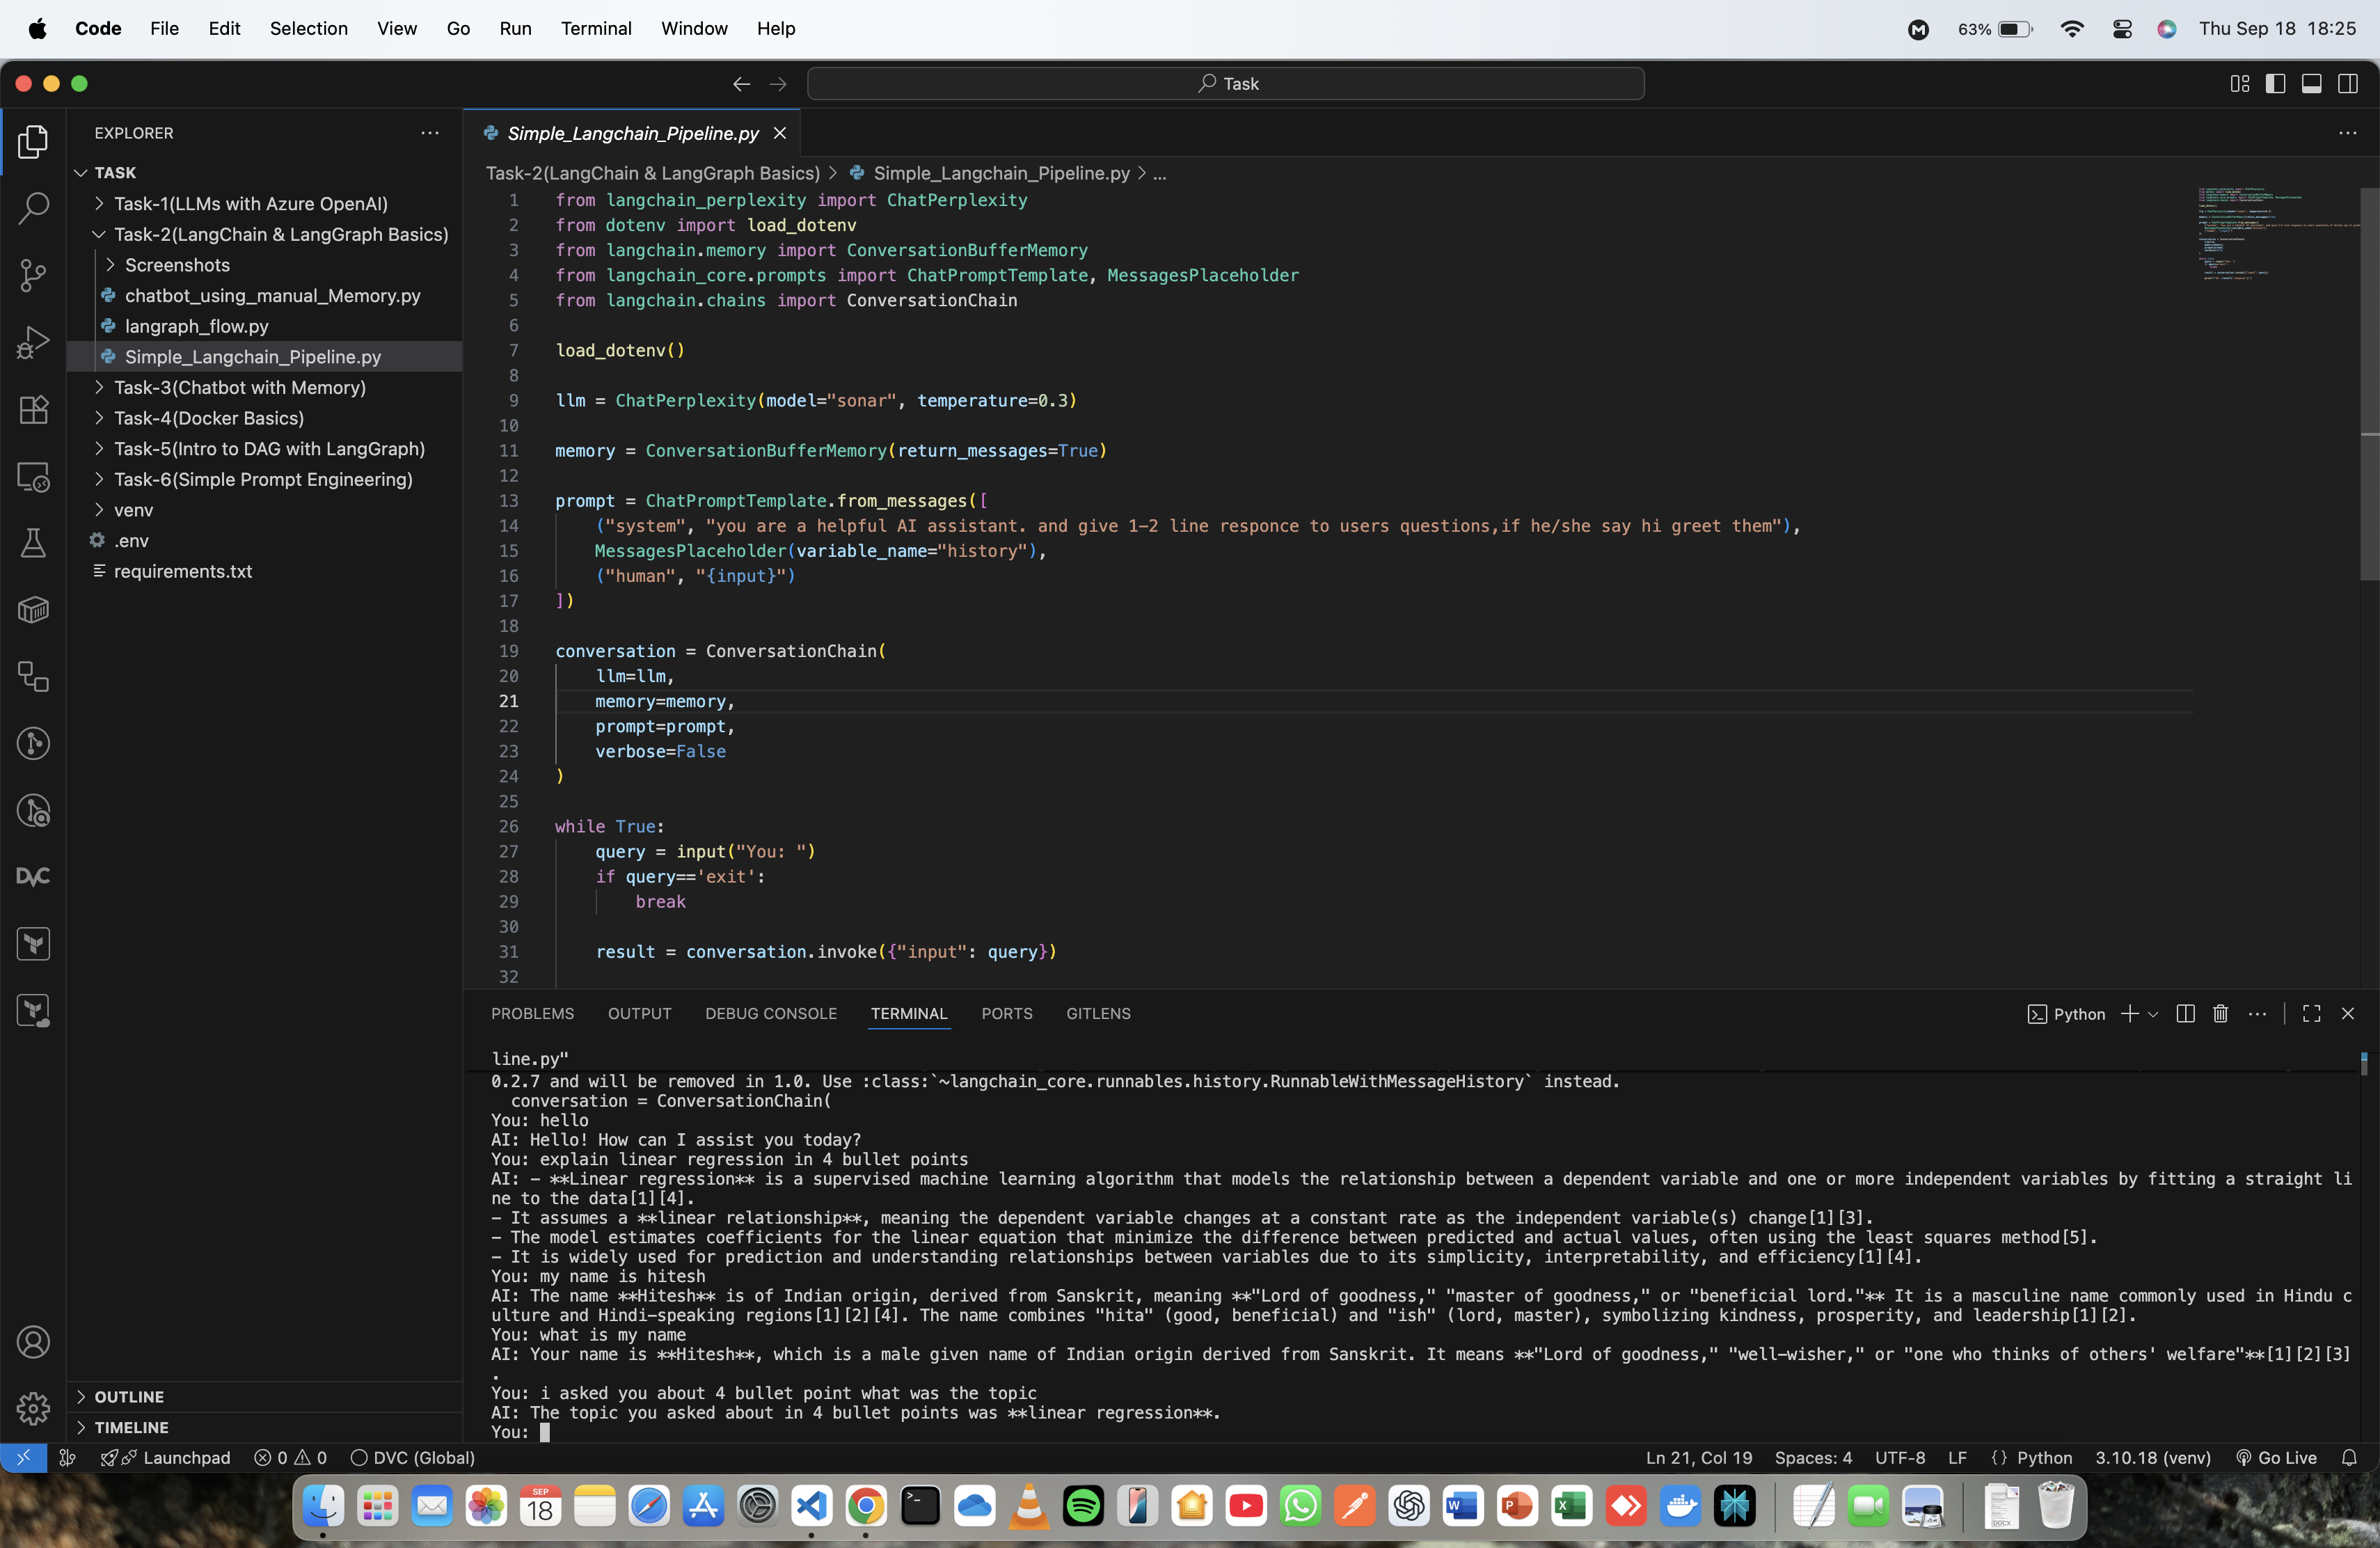 Code File Edit Selection View Go Run Terminal Window Help
63% Thu Sep 18 18:25
Task
EXPLORER
TASK
Task-1(LLMs with Azure OpenAI)
Task-2(LangChain & LangGraph Basics)
Screenshots
chatbot_using_manual_Memory.py
langraph_flow.py
Simple_Langchain_Pipeline.py
Task-3(Chatbot with Memory)
Task-4(Docker Basics)
Task-5(Intro to DAG with LangGraph)
Task-6(Simple Prompt Engineering)
venv
.env
requirements.txt
DVC
OUTLINE
TIMELINE
Simple_Langchain_Pipeline.py
Task-2(LangChain & LangGraph Basics) > Simple_Langchain_Pipeline.py > ...
1 from langchain_perplexity import ChatPerplexity
2 from dotenv import load_dotenv
3 from langchain.memory import ConversationBufferMemory
4 from langchain_core.prompts import ChatPromptTemplate, MessagesPlaceholder
5 from langchain.chains import ConversationChain
6
7 load_dotenv()
8
9 llm = ChatPerplexity(model="sonar", temperature=0.3)
10
11 memory = ConversationBufferMemory(return_messages=True)
12
13 prompt = ChatPromptTemplate.from_messages([
14 ("system", "you are a helpful AI assistant. and give 1-2 line responce to users questions,if he/she say hi greet them"),
15 MessagesPlaceholder(variable_name="history"),
16 ("human", "{input}")
17 ])
18
19 conversation = ConversationChain(
20 llm=llm,
21 memory=memory,
22 prompt=prompt,
23 verbose=False
24 )
25
26 while True:
27 query = input("You: ")
28 if query=='exit':
29 break
30
31 result = conversation.invoke({"input": query})
32
PROBLEMS OUTPUT DEBUG CONSOLE TERMINAL PORTS GITLENS
Python
line.py"
0.2.7 and will be removed in 1.0. Use :class:`~langchain_core.runnables.history.RunnableWithMessageHistory` instead.
conversation = ConversationChain(
You: hello
AI: Hello! How can I assist you today?
You: explain linear regression in 4 bullet points
AI: - **Linear regression** is a supervised machine learning algorithm that models the relationship between a dependent variable and one or more independent variables by fitting a straight li
ne to the data[1][4].
- It assumes a **linear relationship**, meaning the dependent variable changes at a constant rate as the independent variable(s) change[1][3].
- The model estimates coefficients for the linear equation that minimize the difference between predicted and actual values, often using the least squares method[5].
- It is widely used for prediction and understanding relationships between variables due to its simplicity, interpretability, and efficiency[1][4].
You: my name is hitesh
AI: The name **Hitesh** is of Indian origin, derived from Sanskrit, meaning **"Lord of goodness," "master of goodness," or "beneficial lord."** It is a masculine name commonly used in Hindu c
ulture and Hindi-speaking regions[1][2][4]. The name combines "hita" (good, beneficial) and "ish" (lord, master), symbolizing kindness, prosperity, and leadership[1][2].
You: what is my name
AI: Your name is **Hitesh**, which is a male given name of Indian origin derived from Sanskrit. It means **"Lord of goodness," "well-wisher," or "one who thinks of others' welfare"**[1][2][3]
.
You: i asked you about 4 bullet point what was the topic
AI: The topic you asked about in 4 bullet points was **linear regression**.
You:
Launchpad 0 0 DVC (Global) Ln 21, Col 19 Spaces: 4 UTF-8 LF {} Python 3.10.18 (venv) Go Live
SEP
18
DOCX